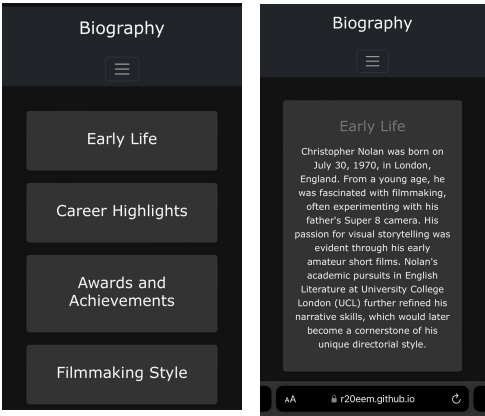 Biography
Early Life
Career Highlights
Awards and
Achievements
Filmmaking Style
Biography
Early Life
Christopher Nolan was born on
July 30, 1970, in London,
England. From a young age, he
was fascinated with filmmaking,
often experimenting with his
father's Super 8 camera. His
passion for visual storytelling was
evident through his early
amateur short films. Nolan's
academic pursuits in English
Literature at University College
London (UCL) further refined his
narrative skills, which would later
become a cornerstone of his
unique directorial style.
AA r20eem.github.io